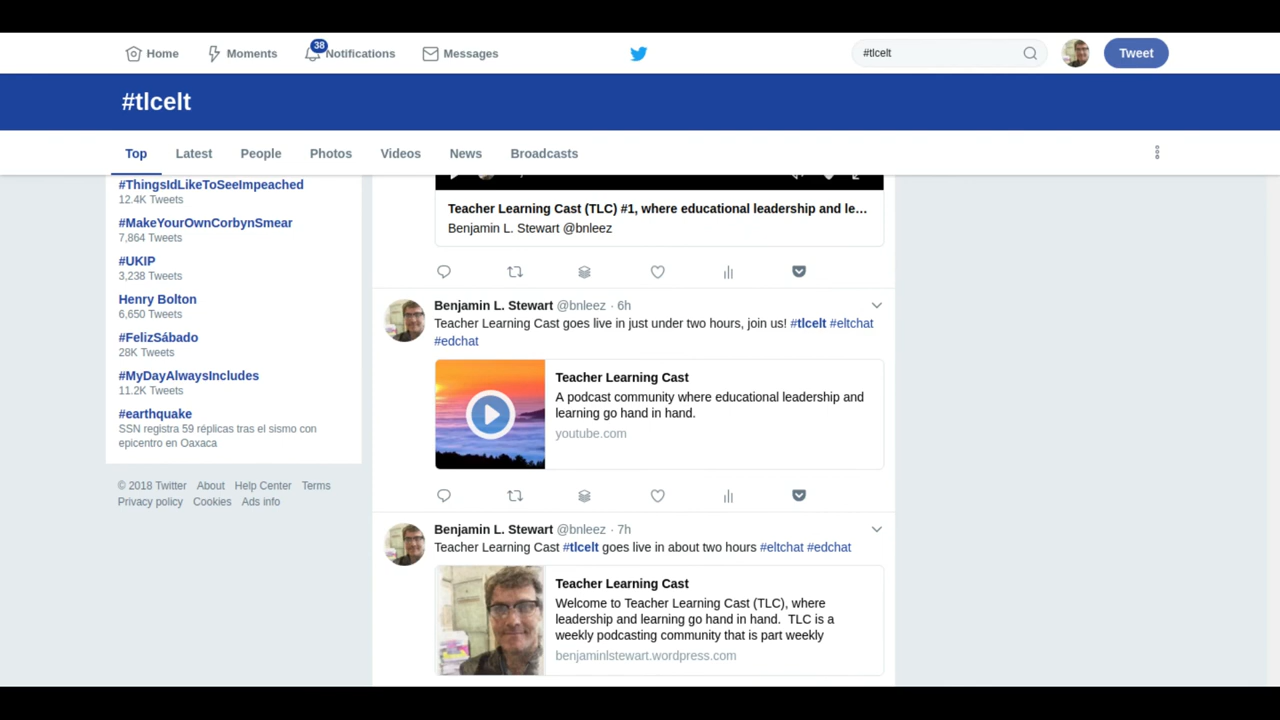 Home
Moments
38
Notifications
Messages
#tlcelt
Tweet
#tlcelt
Top
Latest
People
Photos
Videos
News
Broadcasts
#ThingsIdLikeToSeeImpeached
12.4K Tweets
#MakeYourOwnCorbynSmear
7,864 Tweets
#UKIP
3,238 Tweets
Henry Bolton
6,650 Tweets
#FelizSábado
28K Tweets
#MyDayAlwaysIncludes
11.2K Tweets
#earthquake
SSN registra 59 réplicas tras el sismo con
epicentro en Oaxaca
© 2018 Twitter About Help Center Terms
Privacy policy Cookies Ads info
Teacher Learning Cast (TLC) #1, where educational leadership and le…
Benjamin L. Stewart @bnleez
Benjamin L. Stewart @bnleez · 6h
Teacher Learning Cast goes live in just under two hours, join us! #tlcelt #eltchat
#edchat
Teacher Learning Cast
A podcast community where educational leadership and
learning go hand in hand.
youtube.com
Benjamin L. Stewart @bnleez · 7h
Teacher Learning Cast #tlcelt goes live in about two hours #eltchat #edchat
Teacher Learning Cast
Welcome to Teacher Learning Cast (TLC), where
leadership and learning go hand in hand. TLC is a
weekly podcasting community that is part weekly
benjaminlstewart.wordpress.com